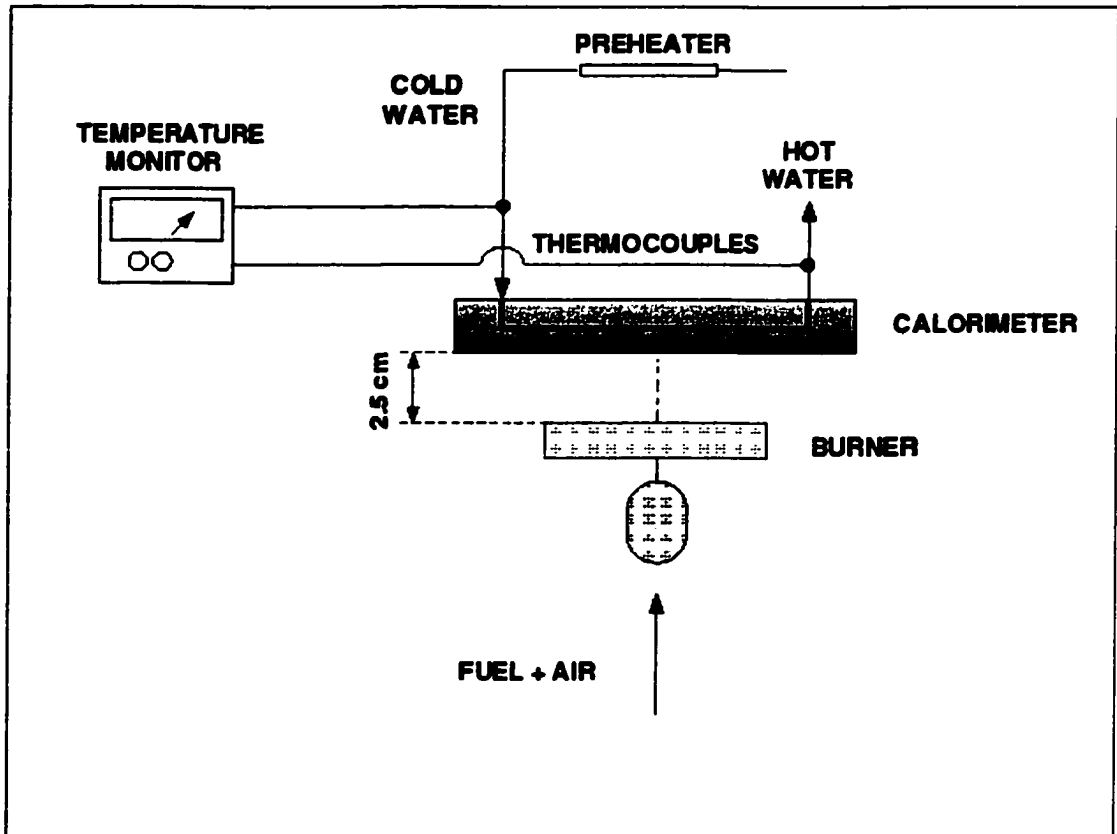 PREHEATER
COLD
WATER
TEMPERATURE
MONITOR
HOT
WATER
THERMOCOUPLES
CALORIMETER
2.5 cm
BURNER
FUEL + AIR